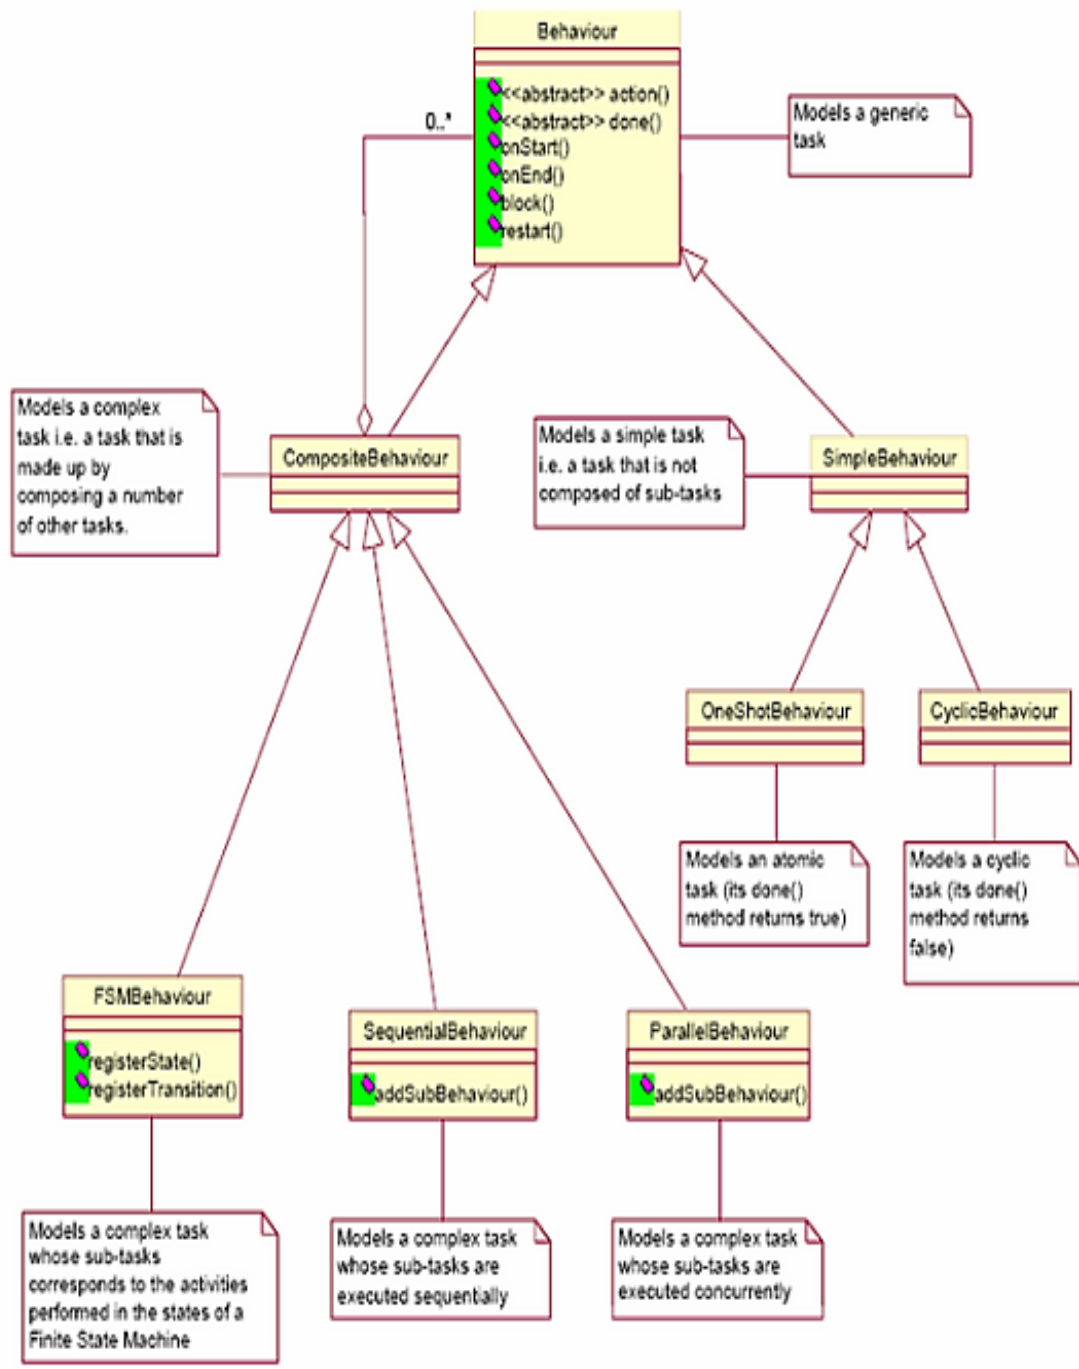 Behaviour
<<abstract>> action()
<<abstract>> done()
onStart()
onEnd()
block()
restart()
0..*
Models a generic
task
Models a complex
task i.e. a task that is
made up by
composing a number
of other tasks.
CompositeBehaviour
Models a simple task
i.e. a task that is not
composed of sub-tasks
SimpleBehaviour
OneShotBehaviour
CyclicBehaviour
Models an atomic
task (its done()
method returns true)
Models a cyclic
task (its done()
method returns
false)
FSMBehaviour
registerState()
registerTransition()
SequentialBehaviour
addSubBehaviour()
ParallelBehaviour
addSubBehaviour()
Models a complex task
whose sub-tasks
corresponds to the activities
performed in the states of a
Finite State Machine
Models a complex task
whose sub-tasks are
executed sequentially
Models a complex task
whose sub-tasks are
executed concurrently